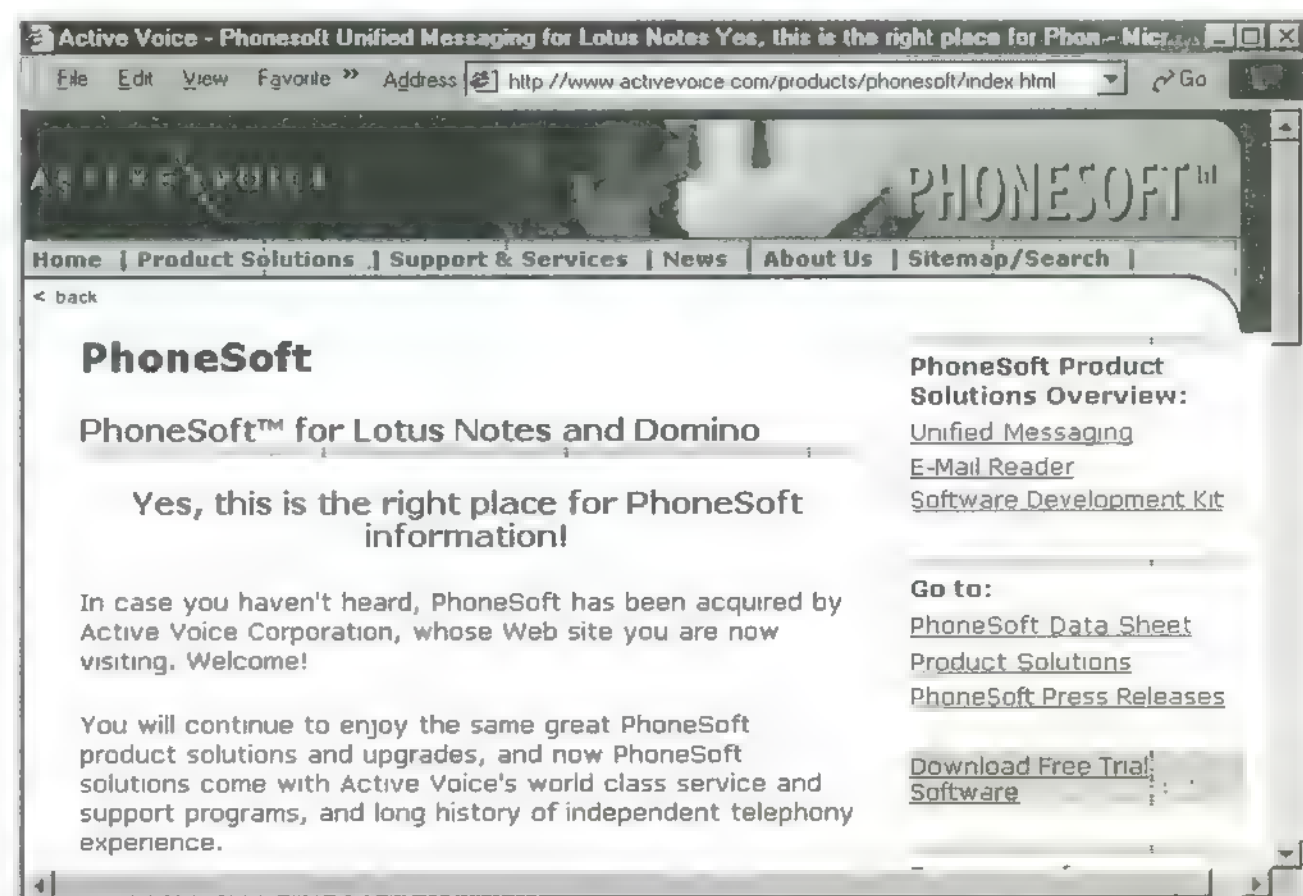 Active Voice - Phonesoft Unified Messaging for Lotus Notes Yes, this is the right place for Phon - Micr
File Edit View Favorite » Address http //www activevoice com/products/phonesoft/index html Go
PHONESOFT
Home | Product Solutions | Support & Services | News | About Us | Sitemap/Search |
< back
PhoneSoft
PhoneSoft™ for Lotus Notes and Domino
Yes, this is the right place for PhoneSoft
information!
In case you haven't heard, PhoneSoft has been acquired by
Active Voice Corporation, whose Web site you are now
visiting. Welcome!
You will continue to enjoy the same great PhoneSoft
product solutions and upgrades, and now PhoneSoft
solutions come with Active Voice's world class service and
support programs, and long history of independent telephony
experience.
PhoneSoft Product
Solutions Overview:
Unified Messaging
E-Mail Reader
Software Development Kit
Go to:
PhoneSoft Data Sheet
Product Solutions
PhoneSoft Press Releases
Download Free Trial
Software